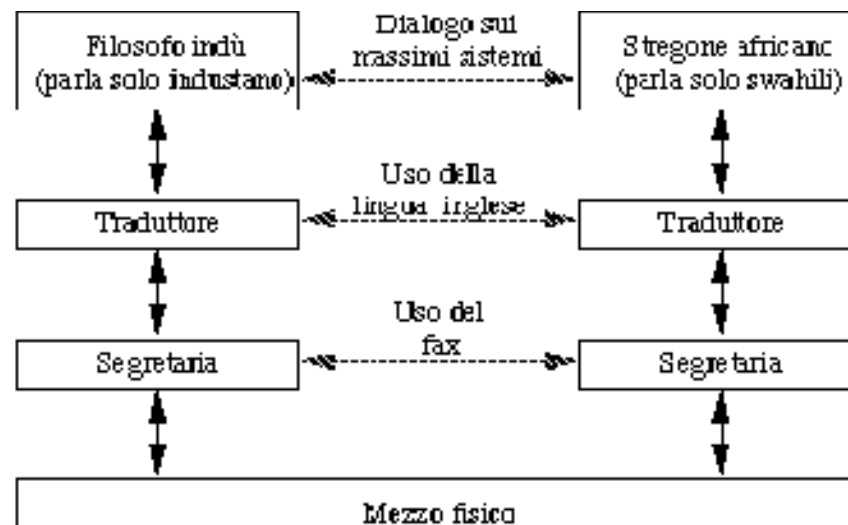 Filosofo indù
(parla solo industano)
Dialogo sui
massimi sistemi
Stregone africano
(parla solo swahili)
Uso della
lingua inglese
Traduttore
Traduttore
Uso del
fax
Segretaria
Segretaria
Mezzo fisico